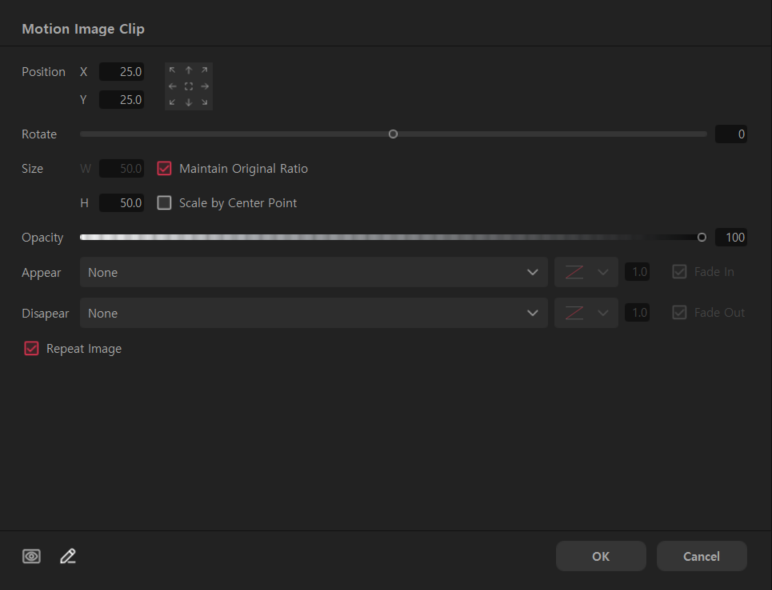 Motion Image Clip
Position X 25.0
Y 25.0
Rotate 0
Size W 50.0 Maintain Original Ratio
H 50.0 Scale by Center Point
Opacity 100
Appear None 1.0 Fade In
Disapear None 1.0 Fade Out
Repeat Image
OK Cancel